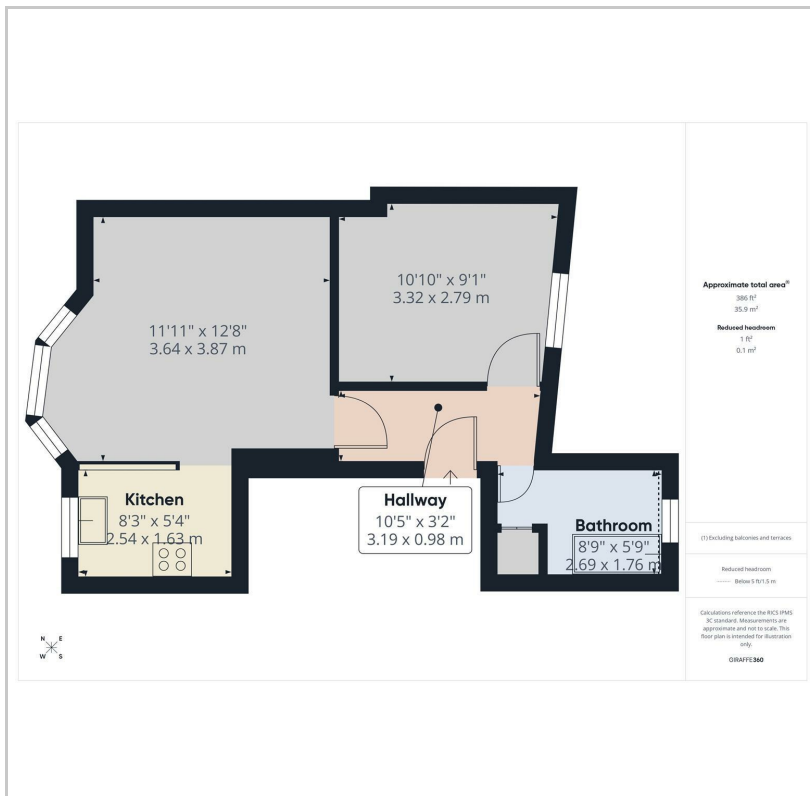 11'11" x 12'8"
3.64 x 3.87 m
10'10" x 9'1"
3.32 x 2.79 m
Kitchen
8'3" x 5'4"
2.54 x 1.63 m
Hallway
10'5" x 3'2"
3.19 x 0.98 m
Bathroom
8'9" x 5'9"
2.69 x 1.76 m
N E
W S
Approximate total area(1)
386 ft²
35.9 m²
Reduced headroom
1 ft²
0.1 m²
(1) Excluding balconies and terraces
Reduced headroom
Below 5 ft/1.5 m
Calculations reference the RICS IPMS
3C standard. Measurements are
approximate and not to scale. This
floor plan is intended for illustration
only.
GIRAFFE360